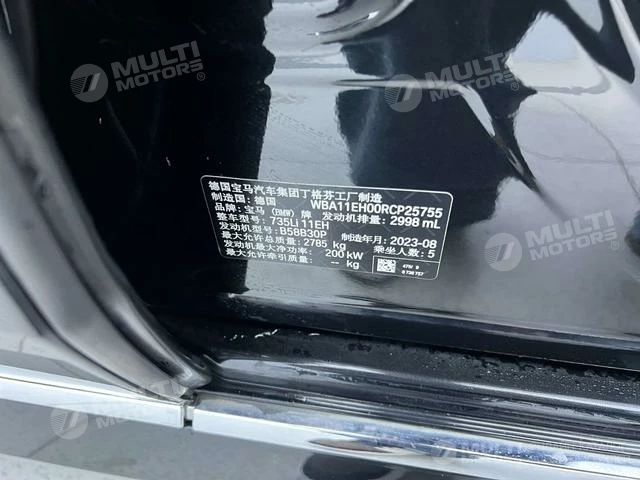 MULTI MOTORS®
MULTI MOTORS
德国宝马汽车集团丁格芬工厂制造
制造国：德国 WBA11EH00RCP25755
品牌：宝马（BMW）牌 发动机排量：2998 mL
整车型号：735Li 11EH
发动机型号：B58B30P 制造年月：2023-08
最大允许总质量：2785 kg 乘坐人数：5
发动机最大净功率：200 kW
最大允许牵引质量：-- kg
MULTI MOTORS
MULTI MOTORS